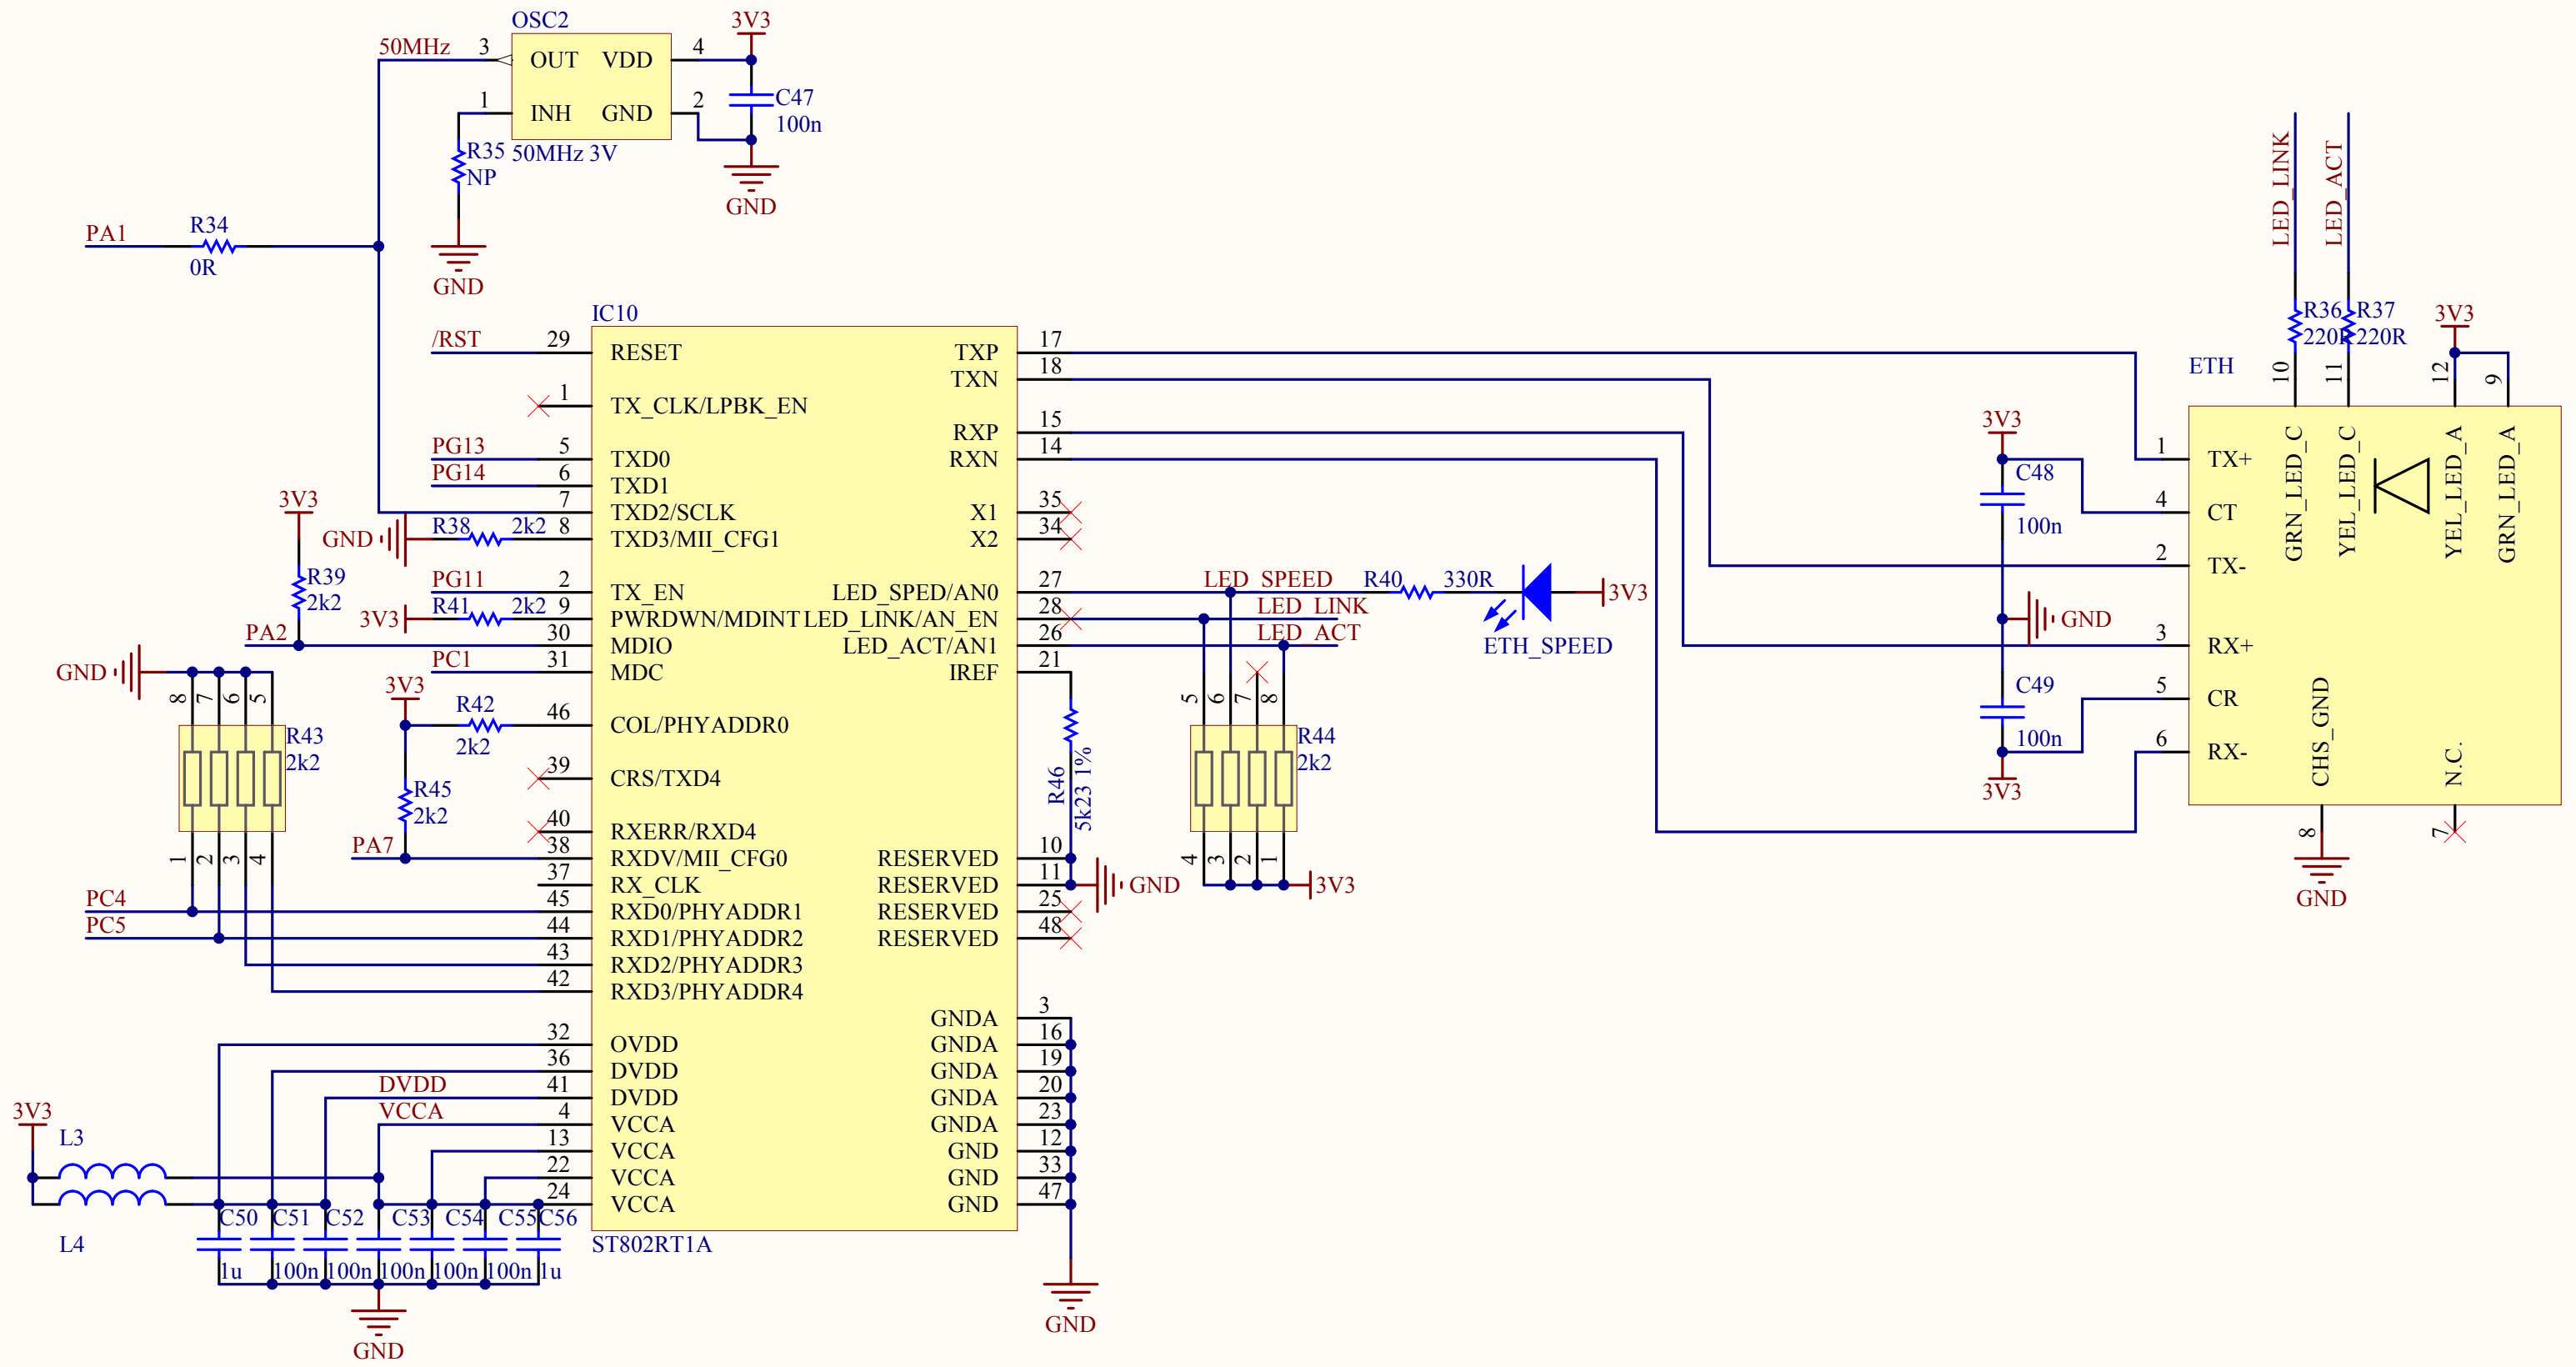 OSC2
3V3
50MHz 3 OUT VDD 4
1 INH GND 2
C47
100n
R35
NP
50MHz 3V
GND
GND
PA1
R34
0R
LED_LINK
LED_ACT
R36
220R
R37
220R
3V3
10
11
12
9
ETH
GRN_LED_C
YEL_LED_C
YEL_LED_A
GRN_LED_A
1 TX+
4 CT
2 TX-
3 RX+
5 CR
6 RX-
CHS_GND
N.C.
8
7
GND
3V3
C48
100n
GND
C49
100n
3V3
IC10
/RST 29 RESET
1 TX_CLK/LPBK_EN
PG13 5 TXD0
PG14 6 TXD1
7 TXD2/SCLK
GND R38 2k2 8 TXD3/MII_CFG1
3V3
R39
2k2
PG11 2 TX_EN
3V3 R41 2k2 9 PWRDWN/MDINT
PA2 30 MDIO
PC1 31 MDC
3V3
R42
2k2
46 COL/PHYADDR0
39 CRS/TXD4
R45
2k2
40 RXERR/RXD4
PA7 38 RXDV/MII_CFG0
37 RX_CLK
PC4 45 RXD0/PHYADDR1
PC5 44 RXD1/PHYADDR2
43 RXD2/PHYADDR3
42 RXD3/PHYADDR4
GND
8 7 6 5
R43
2k2
1 2 3 4
32 OVDD
36 DVDD
DVDD 41 DVDD
VCCA 4 VCCA
13 VCCA
22 VCCA
24 VCCA
3V3
L3
L4
C50 C51 C52 C53 C54 C55 C56
1u 100n 100n 100n 100n 100n 1u
GND
ST802RT1A
TXP 17
TXN 18
RXP 15
RXN 14
X1 35
X2 34
LED_SPED/AN0 27 LED_SPEED R40 330R 3V3
ETH_SPEED
LED_LINK/AN_EN 28 LED_LINK
LED_ACT/AN1 26 LED_ACT
IREF 21
R46
5k23 1%
5 6 7 8
R44
2k2
4 3 2 1
3V3
RESERVED 10
RESERVED 11 GND
RESERVED 25
RESERVED 48
GNDA 3
GNDA 16
GNDA 19
GNDA 20
GNDA 23
GND 12
GND 33
GND 47
GND